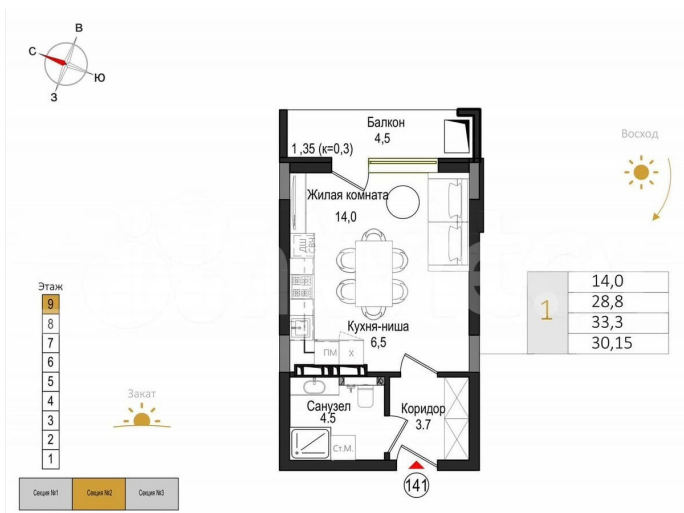 В
С
Ю
З
Балкон
4,5
1 ,35 (к=0,3)
Восход
Жилая комната
14,0
ДШ
СВЧ
14,0
28,8
33,3
30,15
1
Кухня-ниша
6,5
ПМ
Х
Этаж
9
8
7
6
5
4
3
2
1
Закат
Санузел
4.5
Коридор
3.7
Ст.М.
141
Секция №1
Секция №2
Секция №3